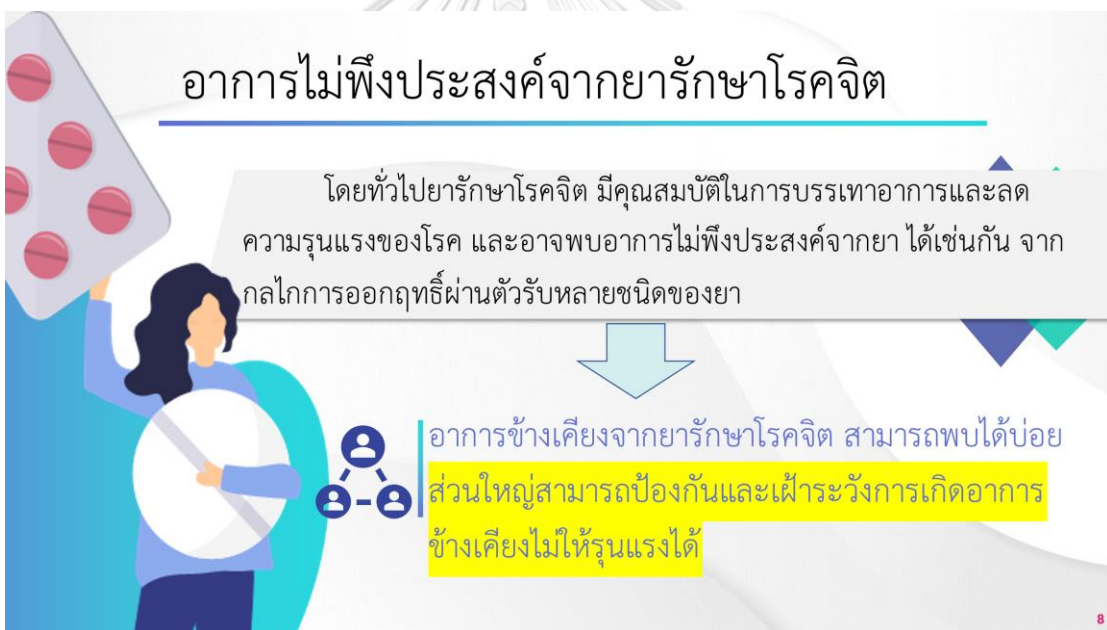 อาการไม่พึงประสงค์จากยารักษาโรคจิต
โดยทั่วไปยารักษาโรคจิต มีคุณสมบัติในการบรรเทาอาการและลด
ความรุนแรงของโรค และอาจพบอาการไม่พึงประสงค์จากยา ได้เช่นกัน จาก
กลไกการออกฤทธิ์ผ่านตัวรับหลายชนิดของยา
อาการข้างเคียงจากยารักษาโรคจิต สามารถพบได้บ่อย
ส่วนใหญ่สามารถป้องกันและเฝ้าระวังการเกิดอาการ
ข้างเคียงไม่ให้รุนแรงได้
8